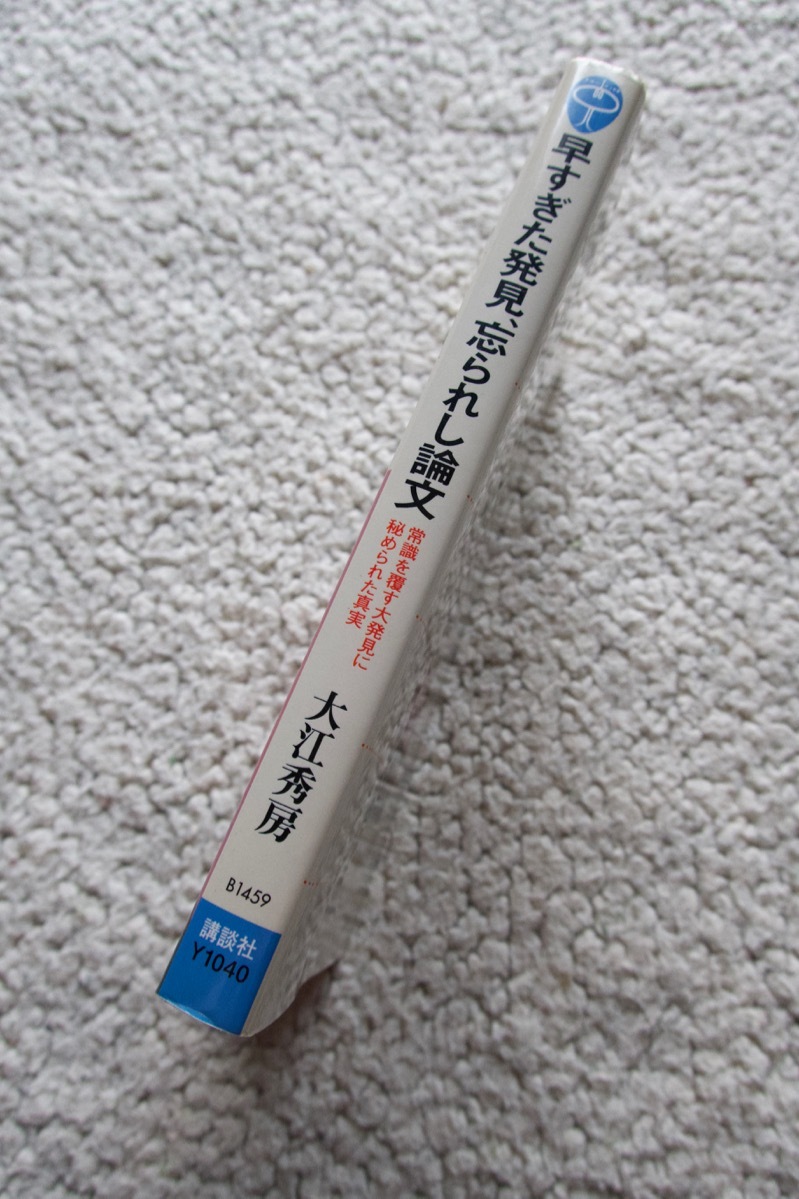 早すぎた発見、忘られし論文
常識を覆す大発見に
秘められた真実
大江秀房
B1459
講談社
Y1040